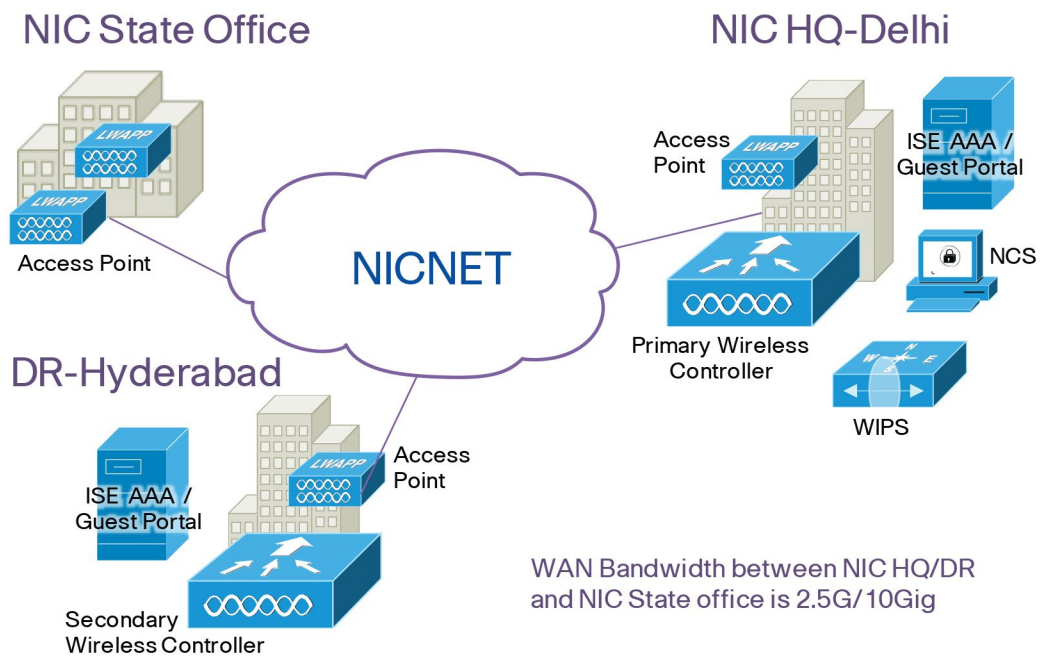 NIC State Office
LWAPP
LWAPP
Access Point
NIC HQ-Delhi
Access
Point
LWAPP
ISE AAA /
Guest Portal
NCS
Primary Wireless
Controller
N
W
E
S
WIPS
NICNET
DR-Hyderabad
ISE AAA /
Guest Portal
LWAPP
Access
Point
Secondary
Wireless Controller
WAN Bandwidth between NIC HQ/DR
and NIC State office is 2.5G/10Gig